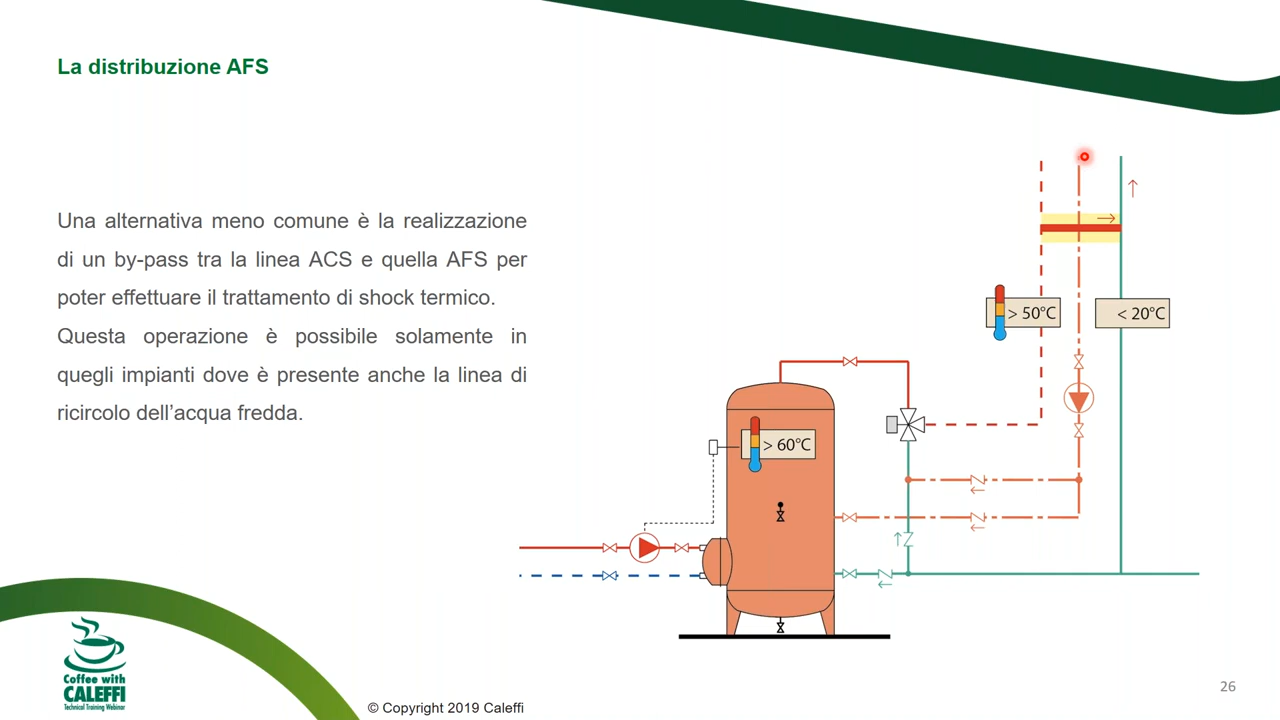 La distribuzione AFS
Una alternativa meno comune è la realizzazione
di un by-pass tra la linea ACS e quella AFS per
poter effettuare il trattamento di shock termico.
Questa operazione è possibile solamente in
quegli impianti dove è presente anche la linea di
ricircolo dell’acqua fredda.
> 50°C
< 20°C
> 60°C
Coffee with
CALEFFI
Technical Training Webinar
© Copyright 2019 Caleffi
26